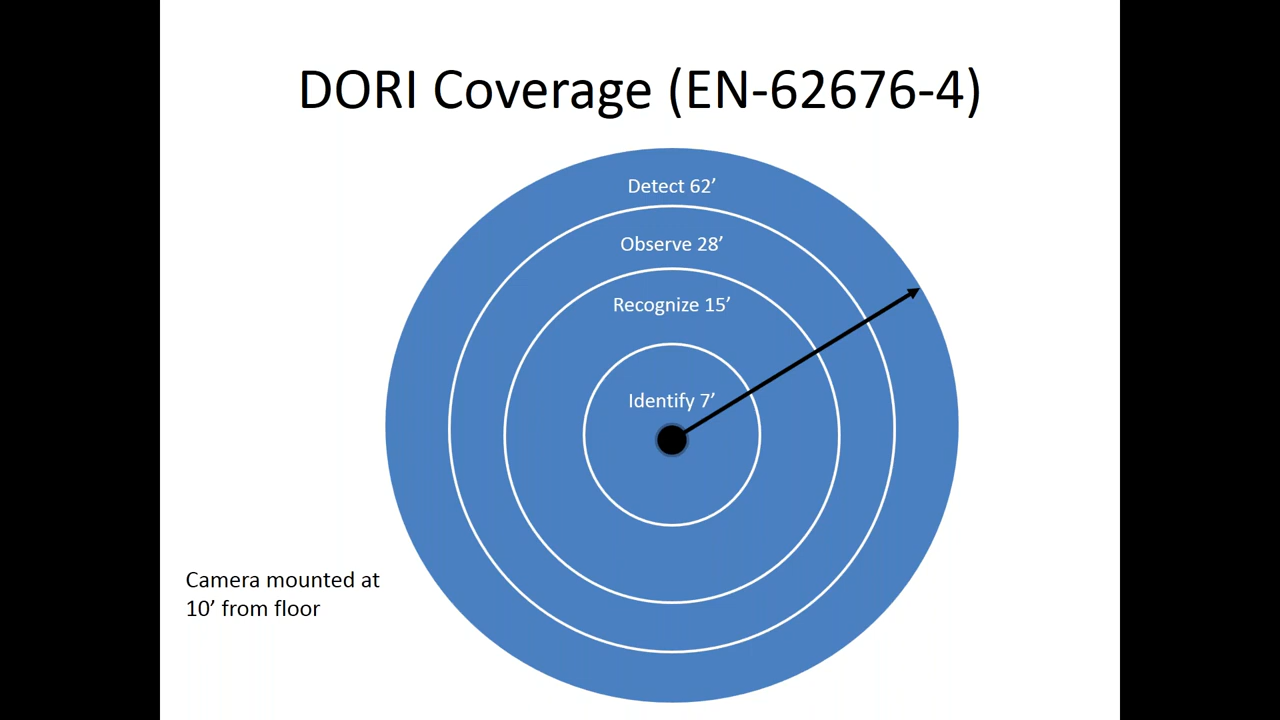 DORI Coverage (EN-62676-4)
Detect 62’
Observe 28’
Recognize 15’
Identify 7’
Camera mounted at
10’ from floor